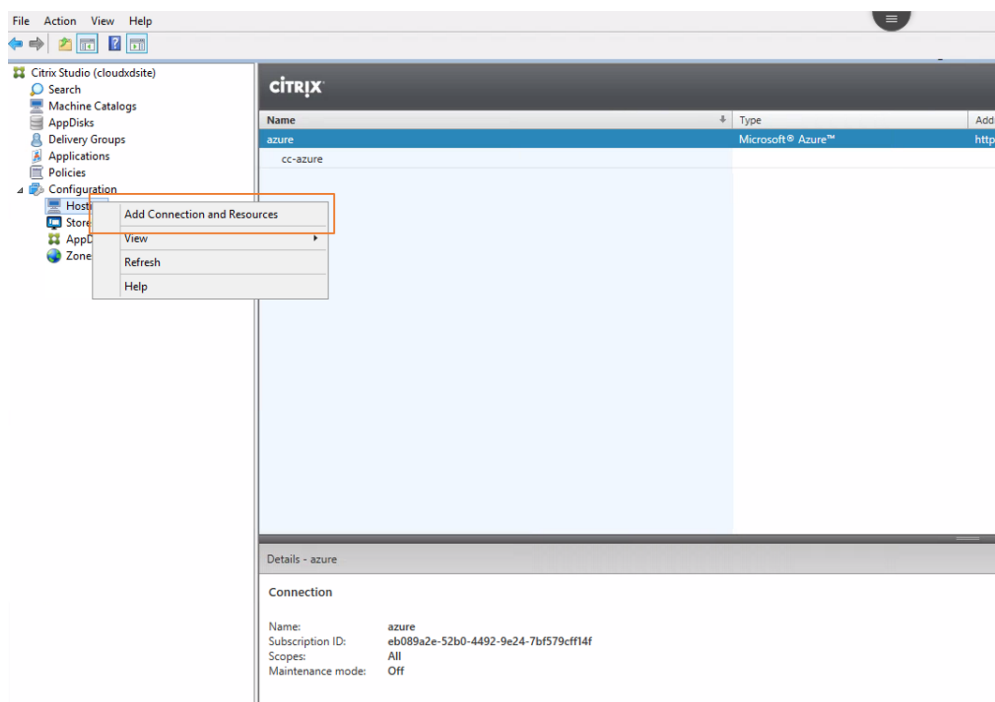 File Action View Help
Citrix Studio (cloudxdsite)
Search
Machine Catalogs
AppDisks
Delivery Groups
Applications
Policies
Configuration
Hosti
Store
AppD
Zone
Add Connection and Resources
View
Refresh
Help
CITRIX
Name Type Add
azure Microsoft® Azure™ http
cc-azure
Details - azure
Connection
Name: azure
Subscription ID: eb089a2e-52b0-4492-9e24-7bf579cff14f
Scopes: All
Maintenance mode: Off